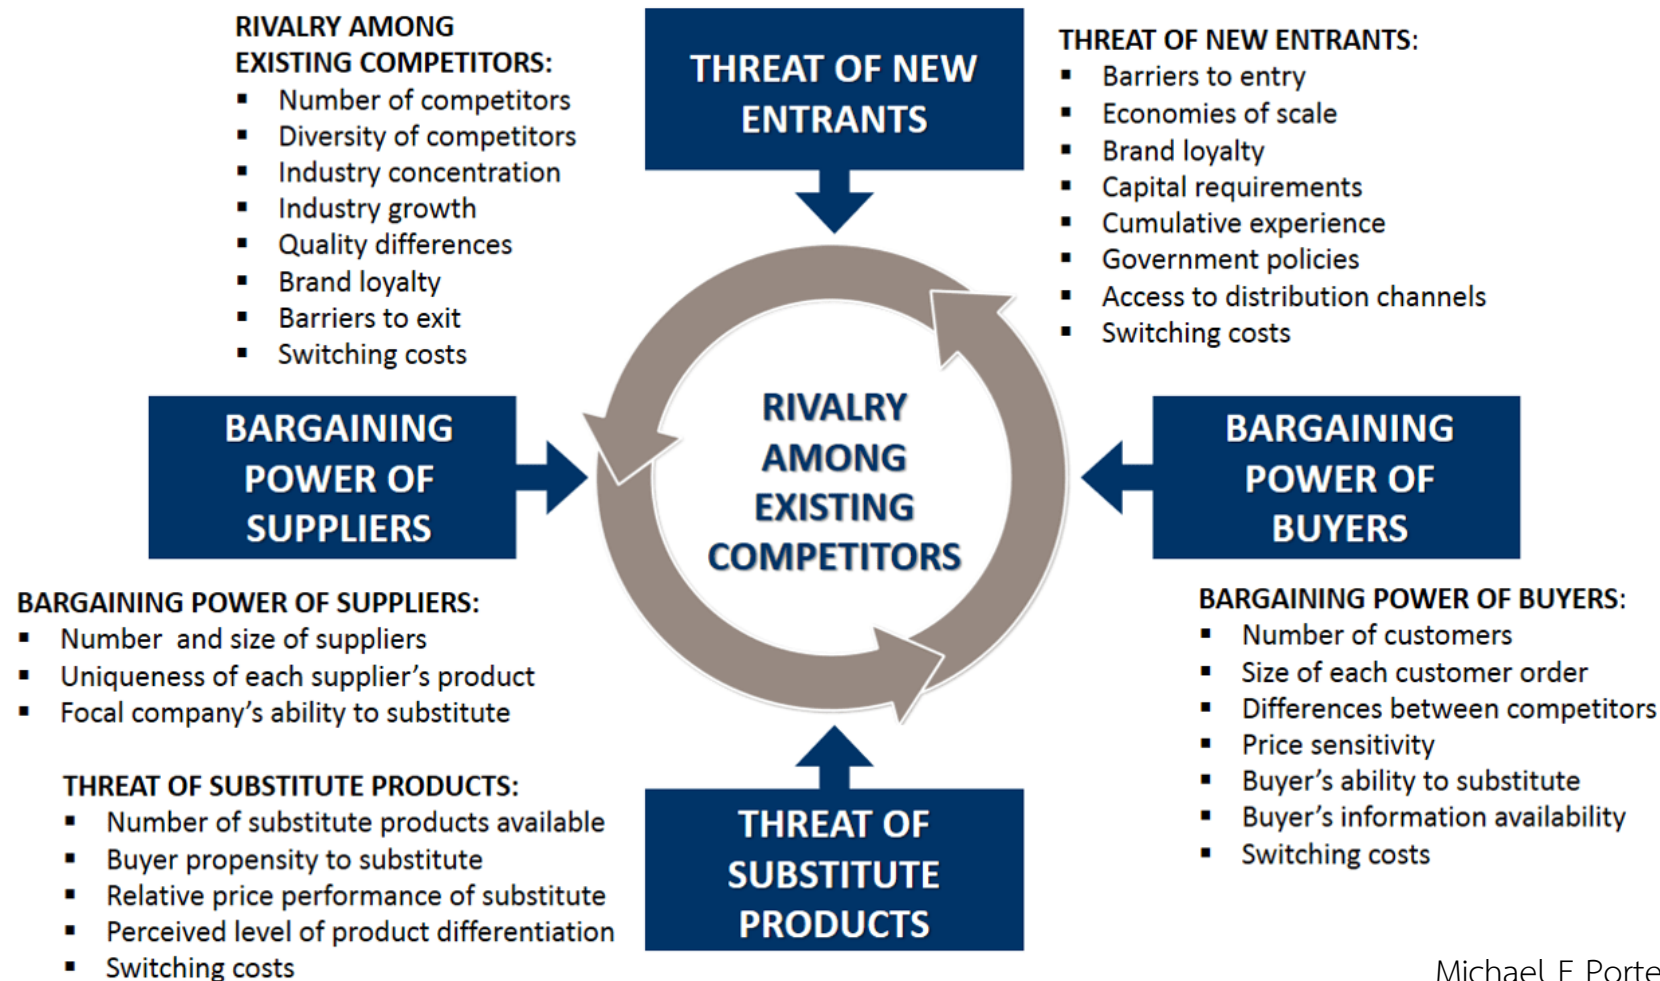 RIVALRY AMONG
EXISTING COMPETITORS:
▪ Number of competitors
▪ Diversity of competitors
▪ Industry concentration
▪ Industry growth
▪ Quality differences
▪ Brand loyalty
▪ Barriers to exit
▪ Switching costs
THREAT OF NEW
ENTRANTS
THREAT OF NEW ENTRANTS:
▪ Barriers to entry
▪ Economies of scale
▪ Brand loyalty
▪ Capital requirements
▪ Cumulative experience
▪ Government policies
▪ Access to distribution channels
▪ Switching costs
BARGAINING
POWER OF
SUPPLIERS
RIVALRY
AMONG
EXISTING
COMPETITORS
BARGAINING
POWER OF
BUYERS
BARGAINING POWER OF SUPPLIERS:
▪ Number and size of suppliers
▪ Uniqueness of each supplier’s product
▪ Focal company’s ability to substitute
BARGAINING POWER OF BUYERS:
▪ Number of customers
▪ Size of each customer order
▪ Differences between competitors
▪ Price sensitivity
▪ Buyer’s ability to substitute
▪ Buyer’s information availability
▪ Switching costs
THREAT OF SUBSTITUTE PRODUCTS:
▪ Number of substitute products available
▪ Buyer propensity to substitute
▪ Relative price performance of substitute
▪ Perceived level of product differentiation
▪ Switching costs
THREAT OF
SUBSTITUTE
PRODUCTS
Michael F Porte